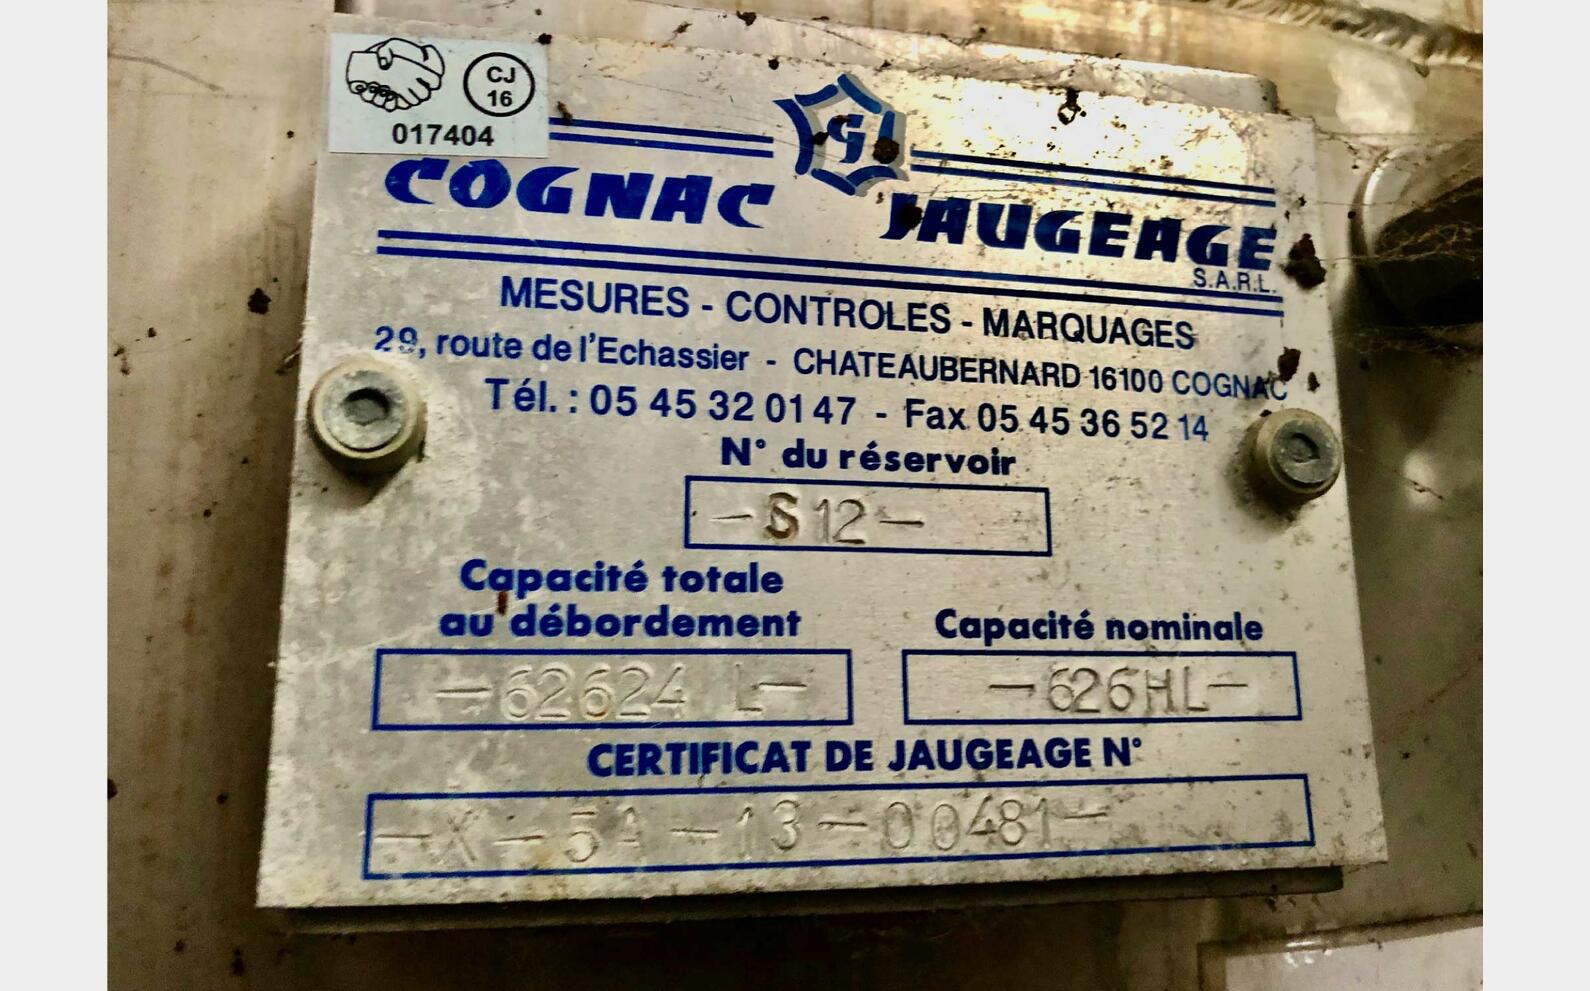 CJ
16
017404
G
COGNAC JAUGEAGE
S.A.R.L.
MESURES - CONTROLES - MARQUAGES
29, route de l'Echassier - CHATEAUBERNARD 16100 COGNAC
Tél. : 05 45 32 01 47 - Fax 05 45 36 52 14
N° du réservoir
-S12-
Capacité totale
au débordement
-62624 L-
Capacité nominale
-626HL-
CERTIFICAT DE JAUGEAGE N°
-X-5A-13-00481-